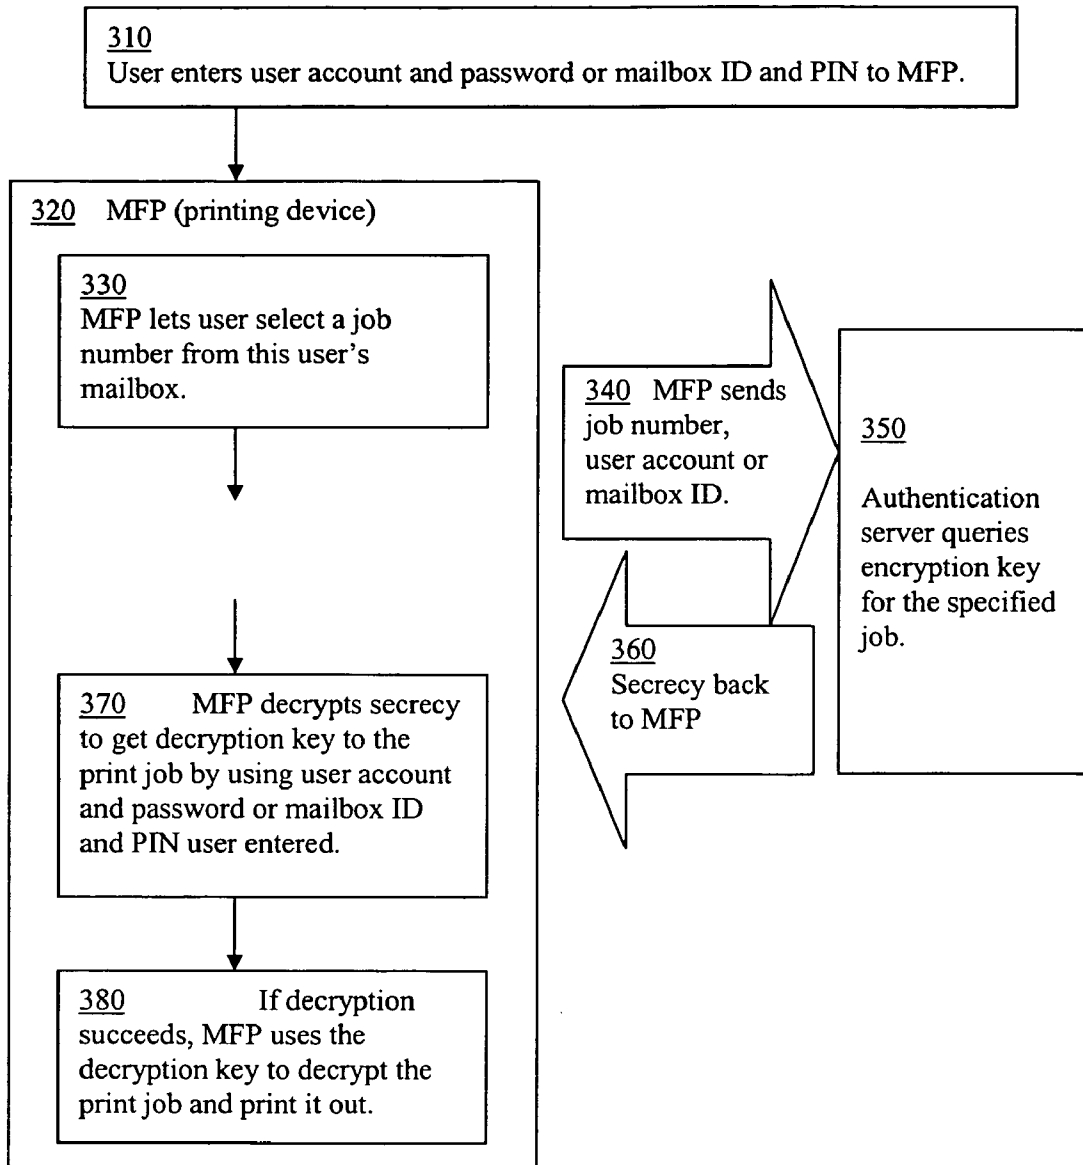 310
User enters user account and password or mailbox ID and PIN to MFP.
320 MFP (printing device)
330
MFP lets user select a job
number from this user's
mailbox.
340 MFP sends
job number,
user account or
mailbox ID.
350
Authentication
server queries
encryption key
for the specified
job.
360
Secrecy back
to MFP
370 MFP decrypts secrecy
to get decryption key to the
print job by using user account
and password or mailbox ID
and PIN user entered.
380 If decryption
succeeds, MFP uses the
decryption key to decrypt the
print job and print it out.